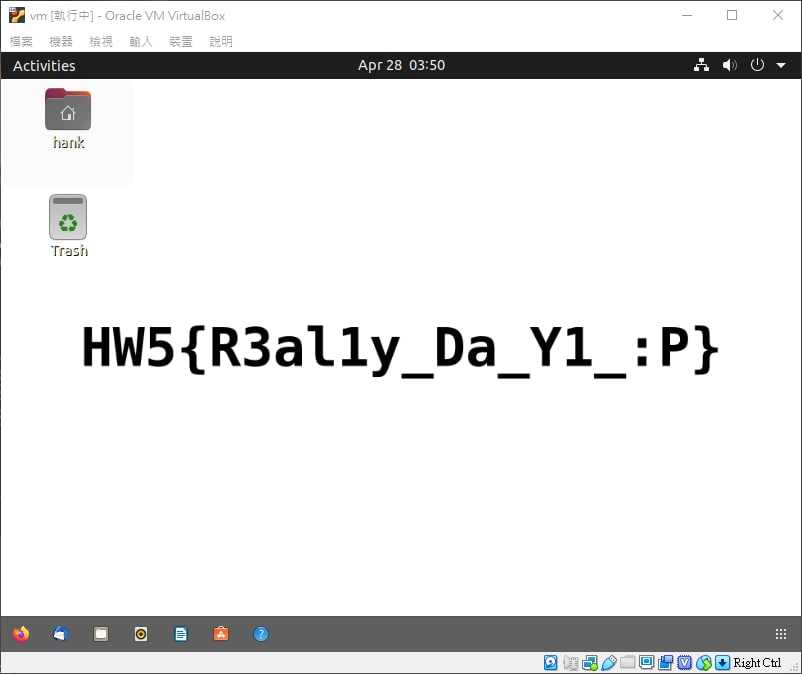 vm [執行中] - Oracle VM VirtualBox
檔案 機器 檢視 輸入 裝置 說明
Activities Apr 28 03:50
hank
Trash
HW5{R3al1y_Da_Y1_:P}
Right Ctrl